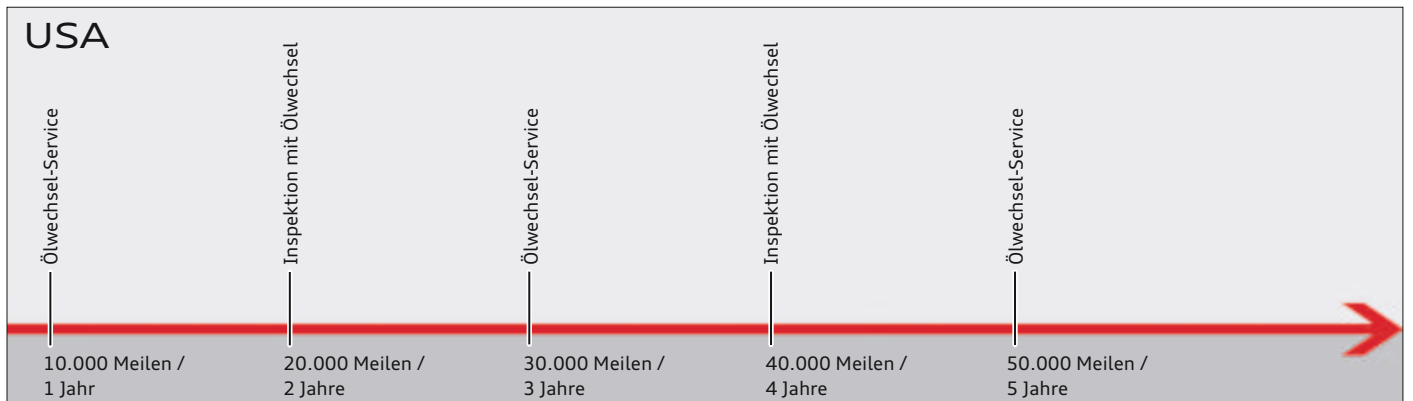 USA
Ölwechsel-Service
Inspektion mit Ölwechsel
Ölwechsel-Service
Inspektion mit Ölwechsel
Ölwechsel-Service
10.000 Meilen /
1 Jahr
20.000 Meilen /
2 Jahre
30.000 Meilen /
3 Jahre
40.000 Meilen /
4 Jahre
50.000 Meilen /
5 Jahre